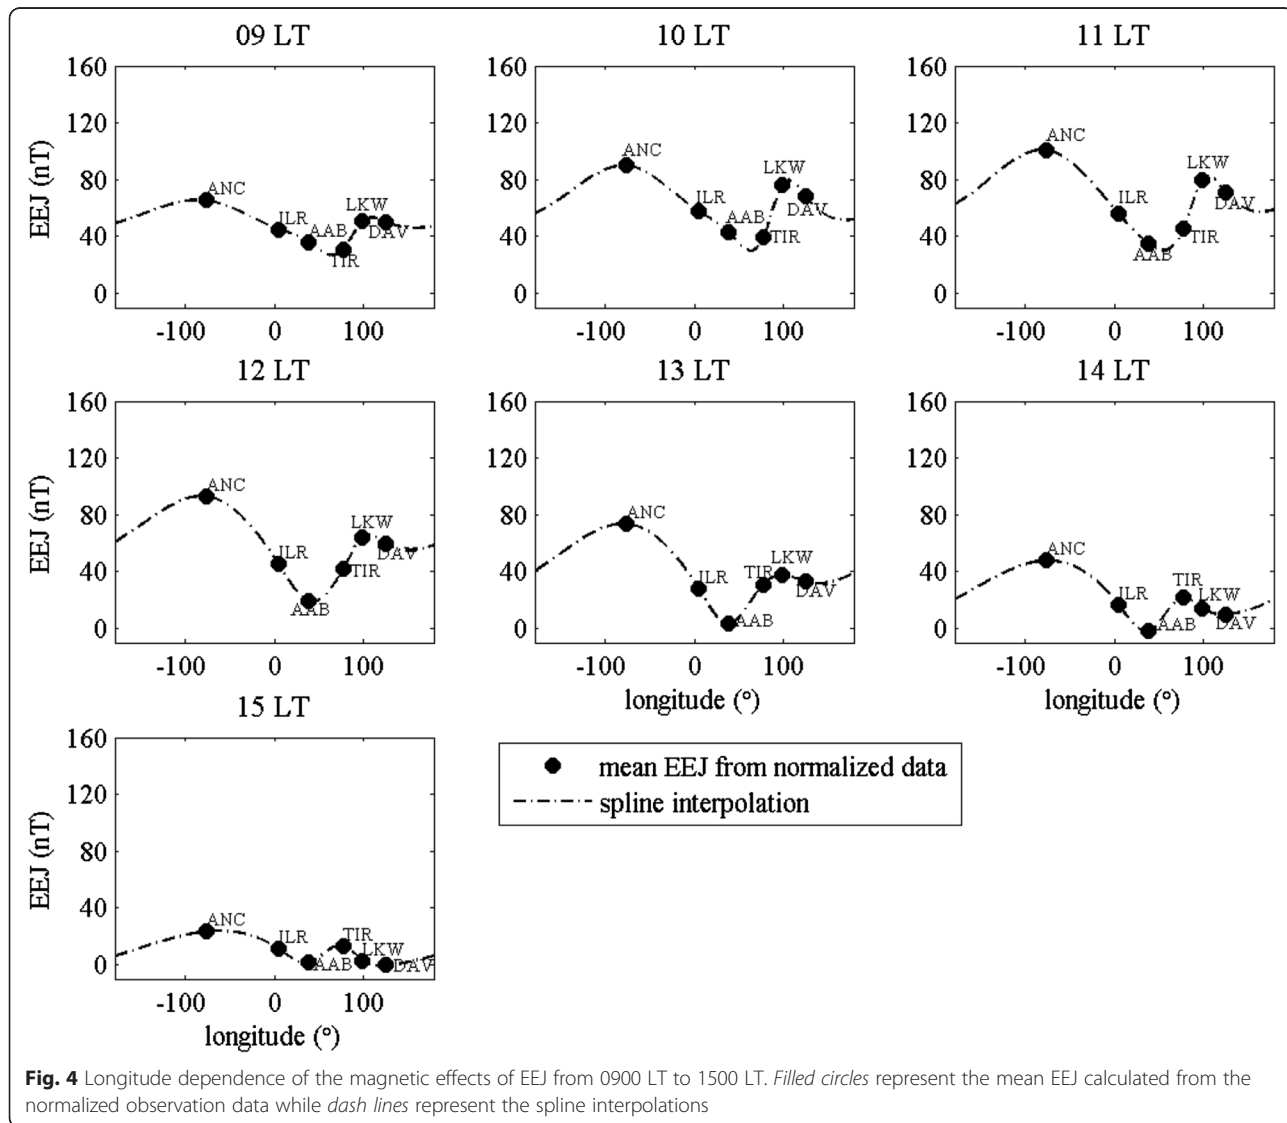 09 LT
10 LT
11 LT
160
120
80
40
0
EEJ (nT)
-100 0 100
ANC
ILR
AAB
TIR
LKW
DAV
160
120
80
40
0
-100 0 100
ANC
ILR
AAB
TIR
LKW
DAV
160
120
80
40
0
-100 0 100
ANC
ILR
AAB
TIR
LKW
DAV
12 LT
13 LT
14 LT
160
120
80
40
0
EEJ (nT)
-100 0 100
ANC
ILR
AAB
TIR
LKW
DAV
160
120
80
40
0
-100 0 100
longitude (°)
ANC
ILR
AAB
TIR
LKW
DAV
160
120
80
40
0
-100 0 100
longitude (°)
ANC
ILR
AAB
TIR
LKW
DAV
15 LT
160
120
80
40
0
EEJ (nT)
-100 0 100
longitude (°)
ANC
ILR
AAB
TIR
LKW
DAV
mean EEJ from normalized data
spline interpolation
Fig. 4 Longitude dependence of the magnetic effects of EEJ from 0900 LT to 1500 LT. Filled circles represent the mean EEJ calculated from the
normalized observation data while dash lines represent the spline interpolations